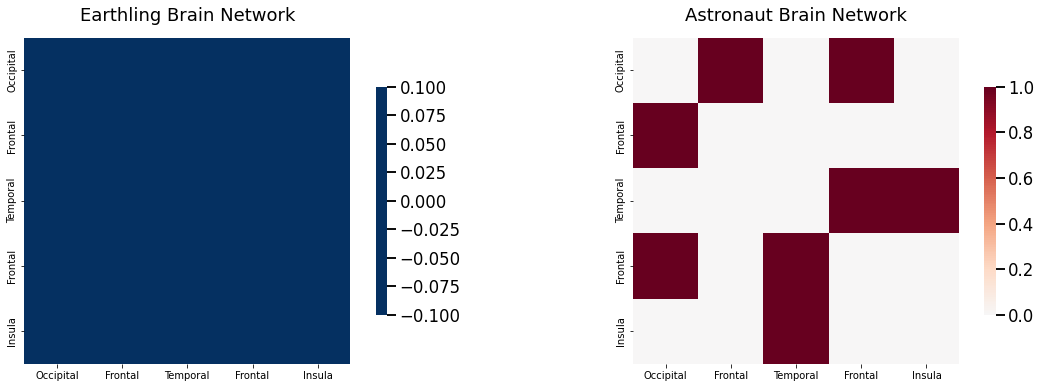 Earthling Brain Network
Occipital
Frontal
Temporal
Frontal
Insula
Occipital Frontal Temporal Frontal Insula
0.100
0.075
0.050
0.025
0.000
−0.025
−0.050
−0.075
−0.100
Astronaut Brain Network
Occipital
Frontal
Temporal
Frontal
Insula
Occipital Frontal Temporal Frontal Insula
1.0
0.8
0.6
0.4
0.2
0.0